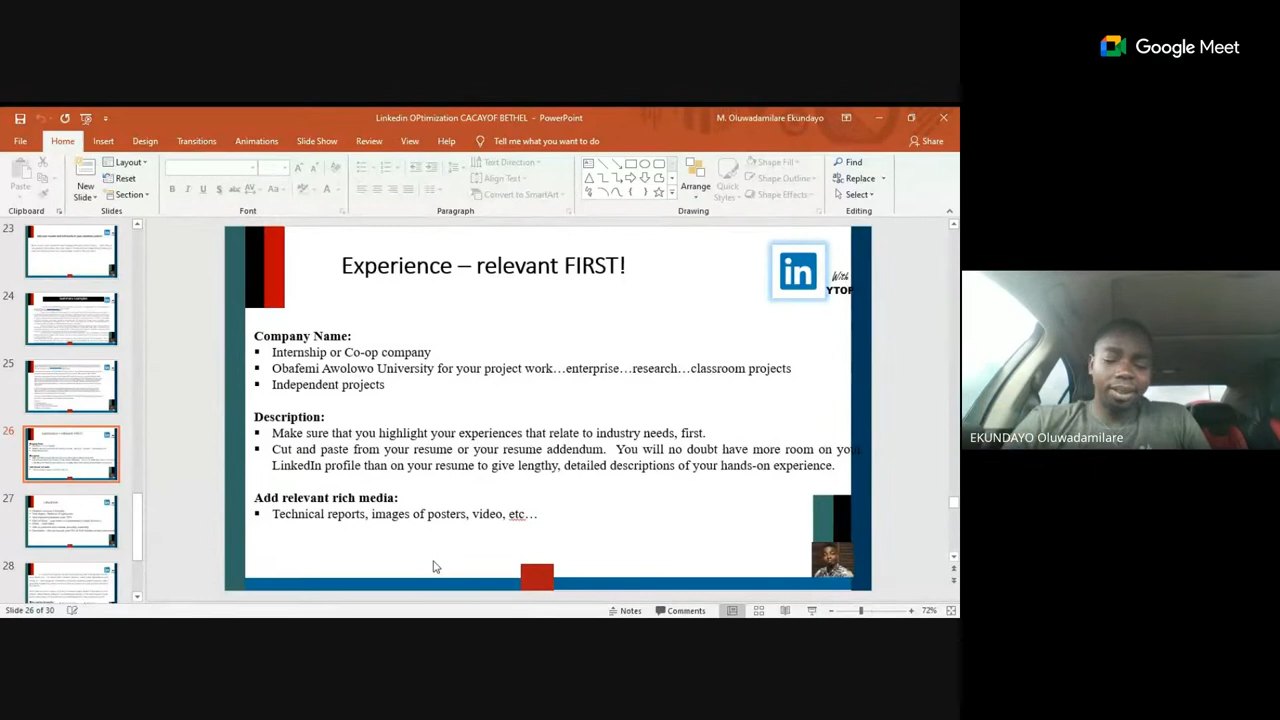 Google Meet
Linkedin OPtimization CACAYOF BETHEL - PowerPoint
M. Oluwadamilare Ekundayo
File Home Insert Design Transitions Animations Slide Show Review View Help Tell me what you want to do Share
Paste
New
Slide
Layout
Reset
Section
B I U S abc AV Aa A
Text Direction
Align Text
Convert to SmartArt
Arrange
Quick
Styles
Shape Fill
Shape Outline
Shape Effects
Find
Replace
Select
Clipboard Slides Font Paragraph Drawing Editing
23
24
25
26
27
28
Experience – relevant FIRST!
in
With
YTOF
Company Name:
Internship or Co-op company
Obafemi Awolowo University for your project work…enterprise…research…classroom projects
Independent projects
Description:
Make sure that you highlight your experiences that relate to industry needs, first.
Cut and paste from your resume or your resume addendum. You will no doubt have more room on your
LinkedIn profile than on your resume to give lengthy, detailed descriptions of your hands-on experience.
Add relevant rich media:
Technical reports, images of posters, video, etc…
EKUNDAYO Oluwadamilare
Slide 26 of 30
Notes Comments 72%